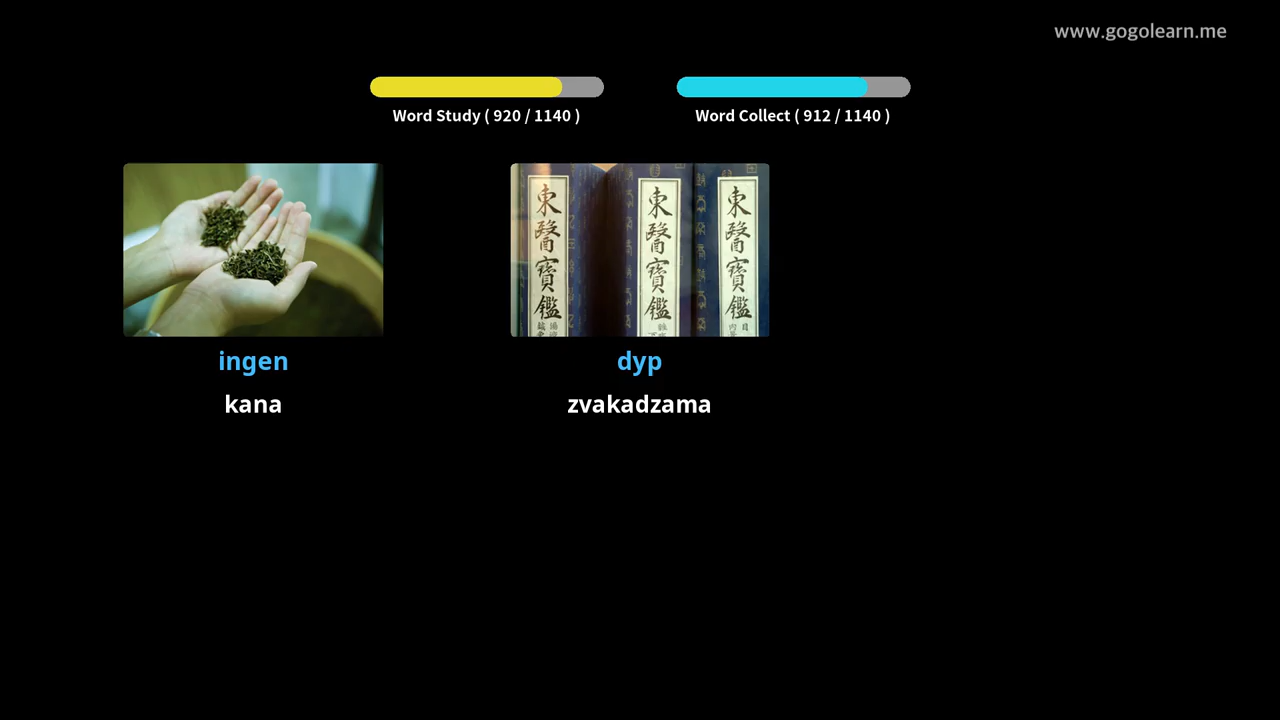 www.gogolearn.me
Word Study ( 920 / 1140 )
Word Collect ( 912 / 1140 )
東醫寶鑑
東醫寶鑑
東醫寶鑑
ingen
dyp
kana
zvakadzama